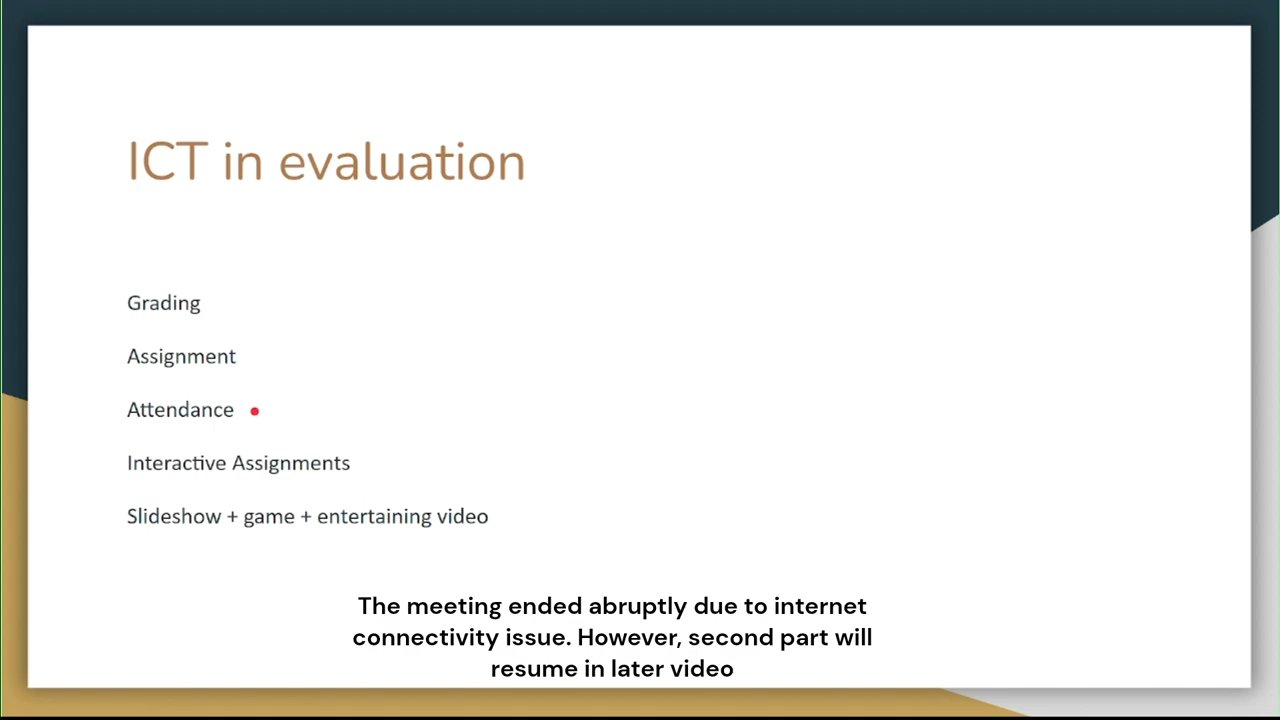 ICT in evaluation
Grading
Assignment
Attendance
Interactive Assignments
Slideshow + game + entertaining video
The meeting ended abruptly due to internet
connectivity issue. However, second part will
resume in later video